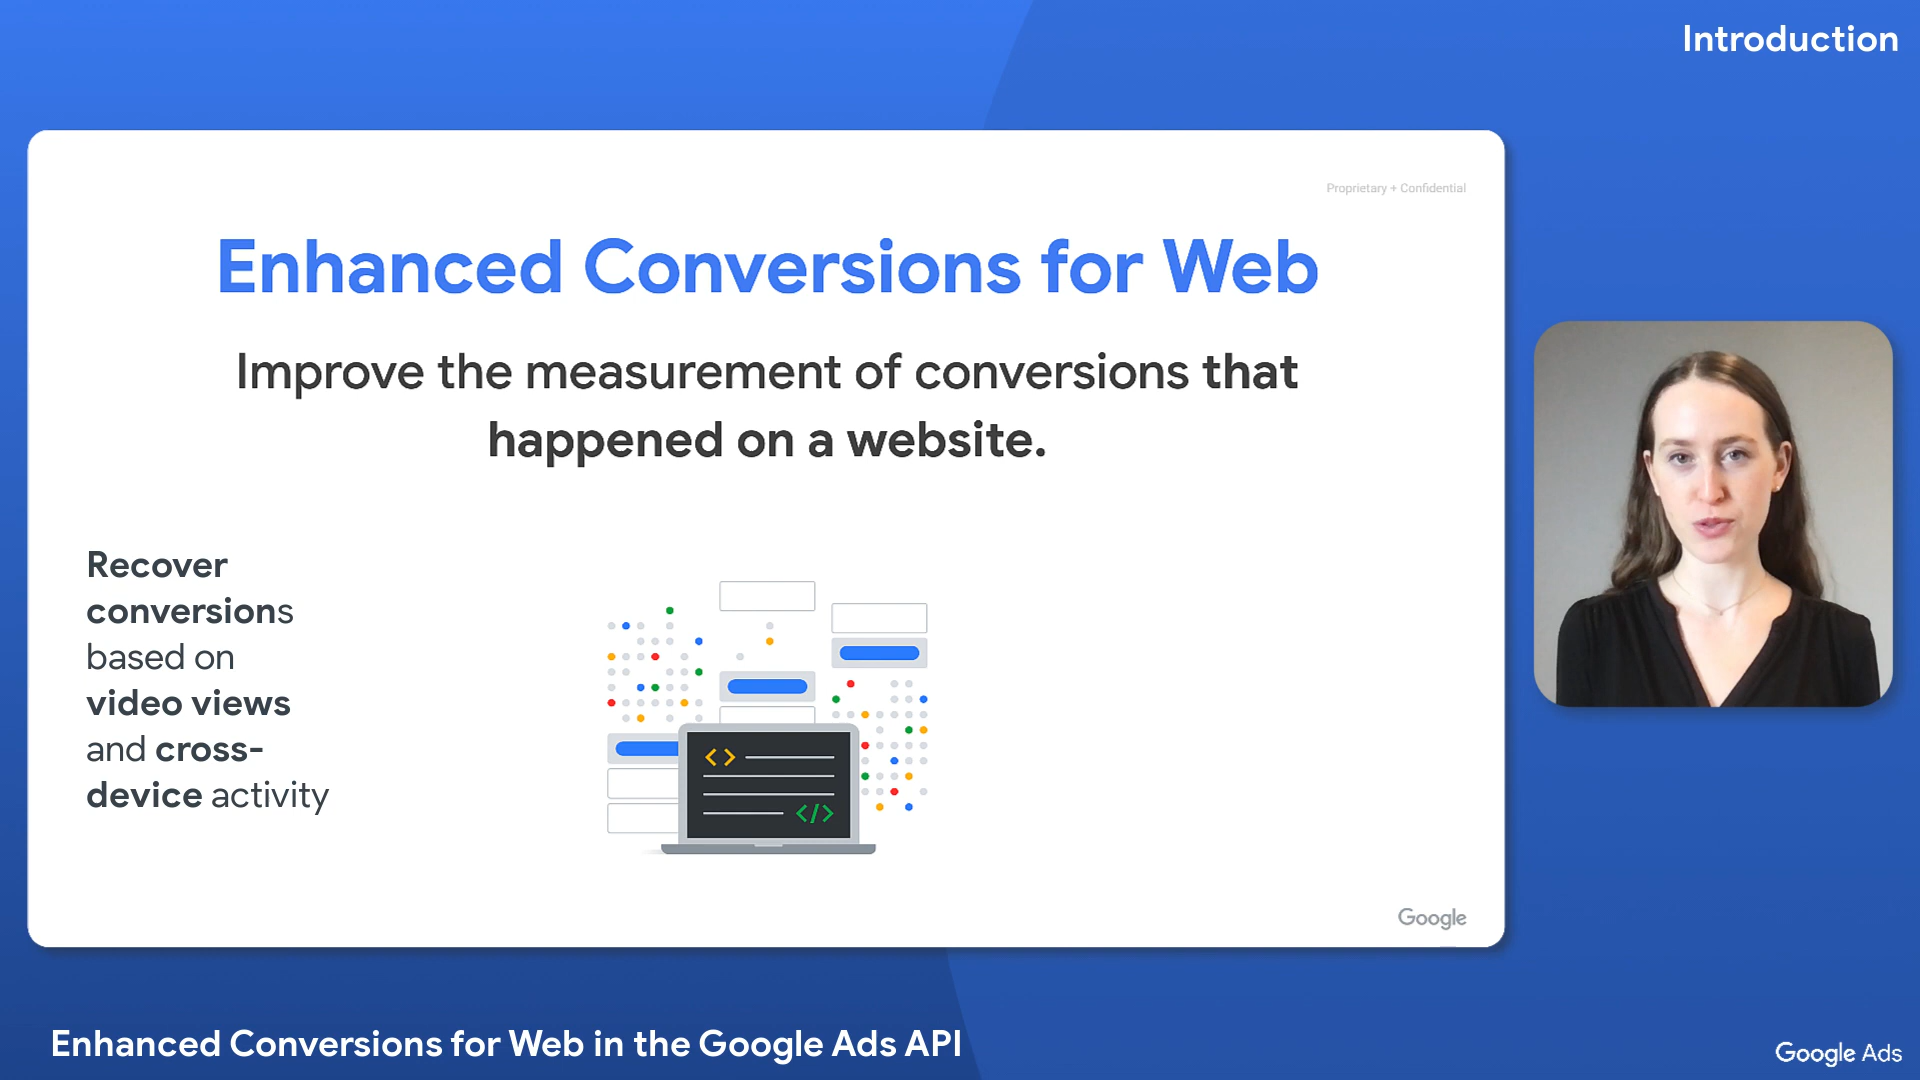 Introduction
Proprietary + Confidential
Enhanced Conversions for Web
Improve the measurement of conversions that
happened on a website.
Recover
conversions
based on
video views
and cross-
device activity
< >
</>
Google
Enhanced Conversions for Web in the Google Ads API
Google Ads